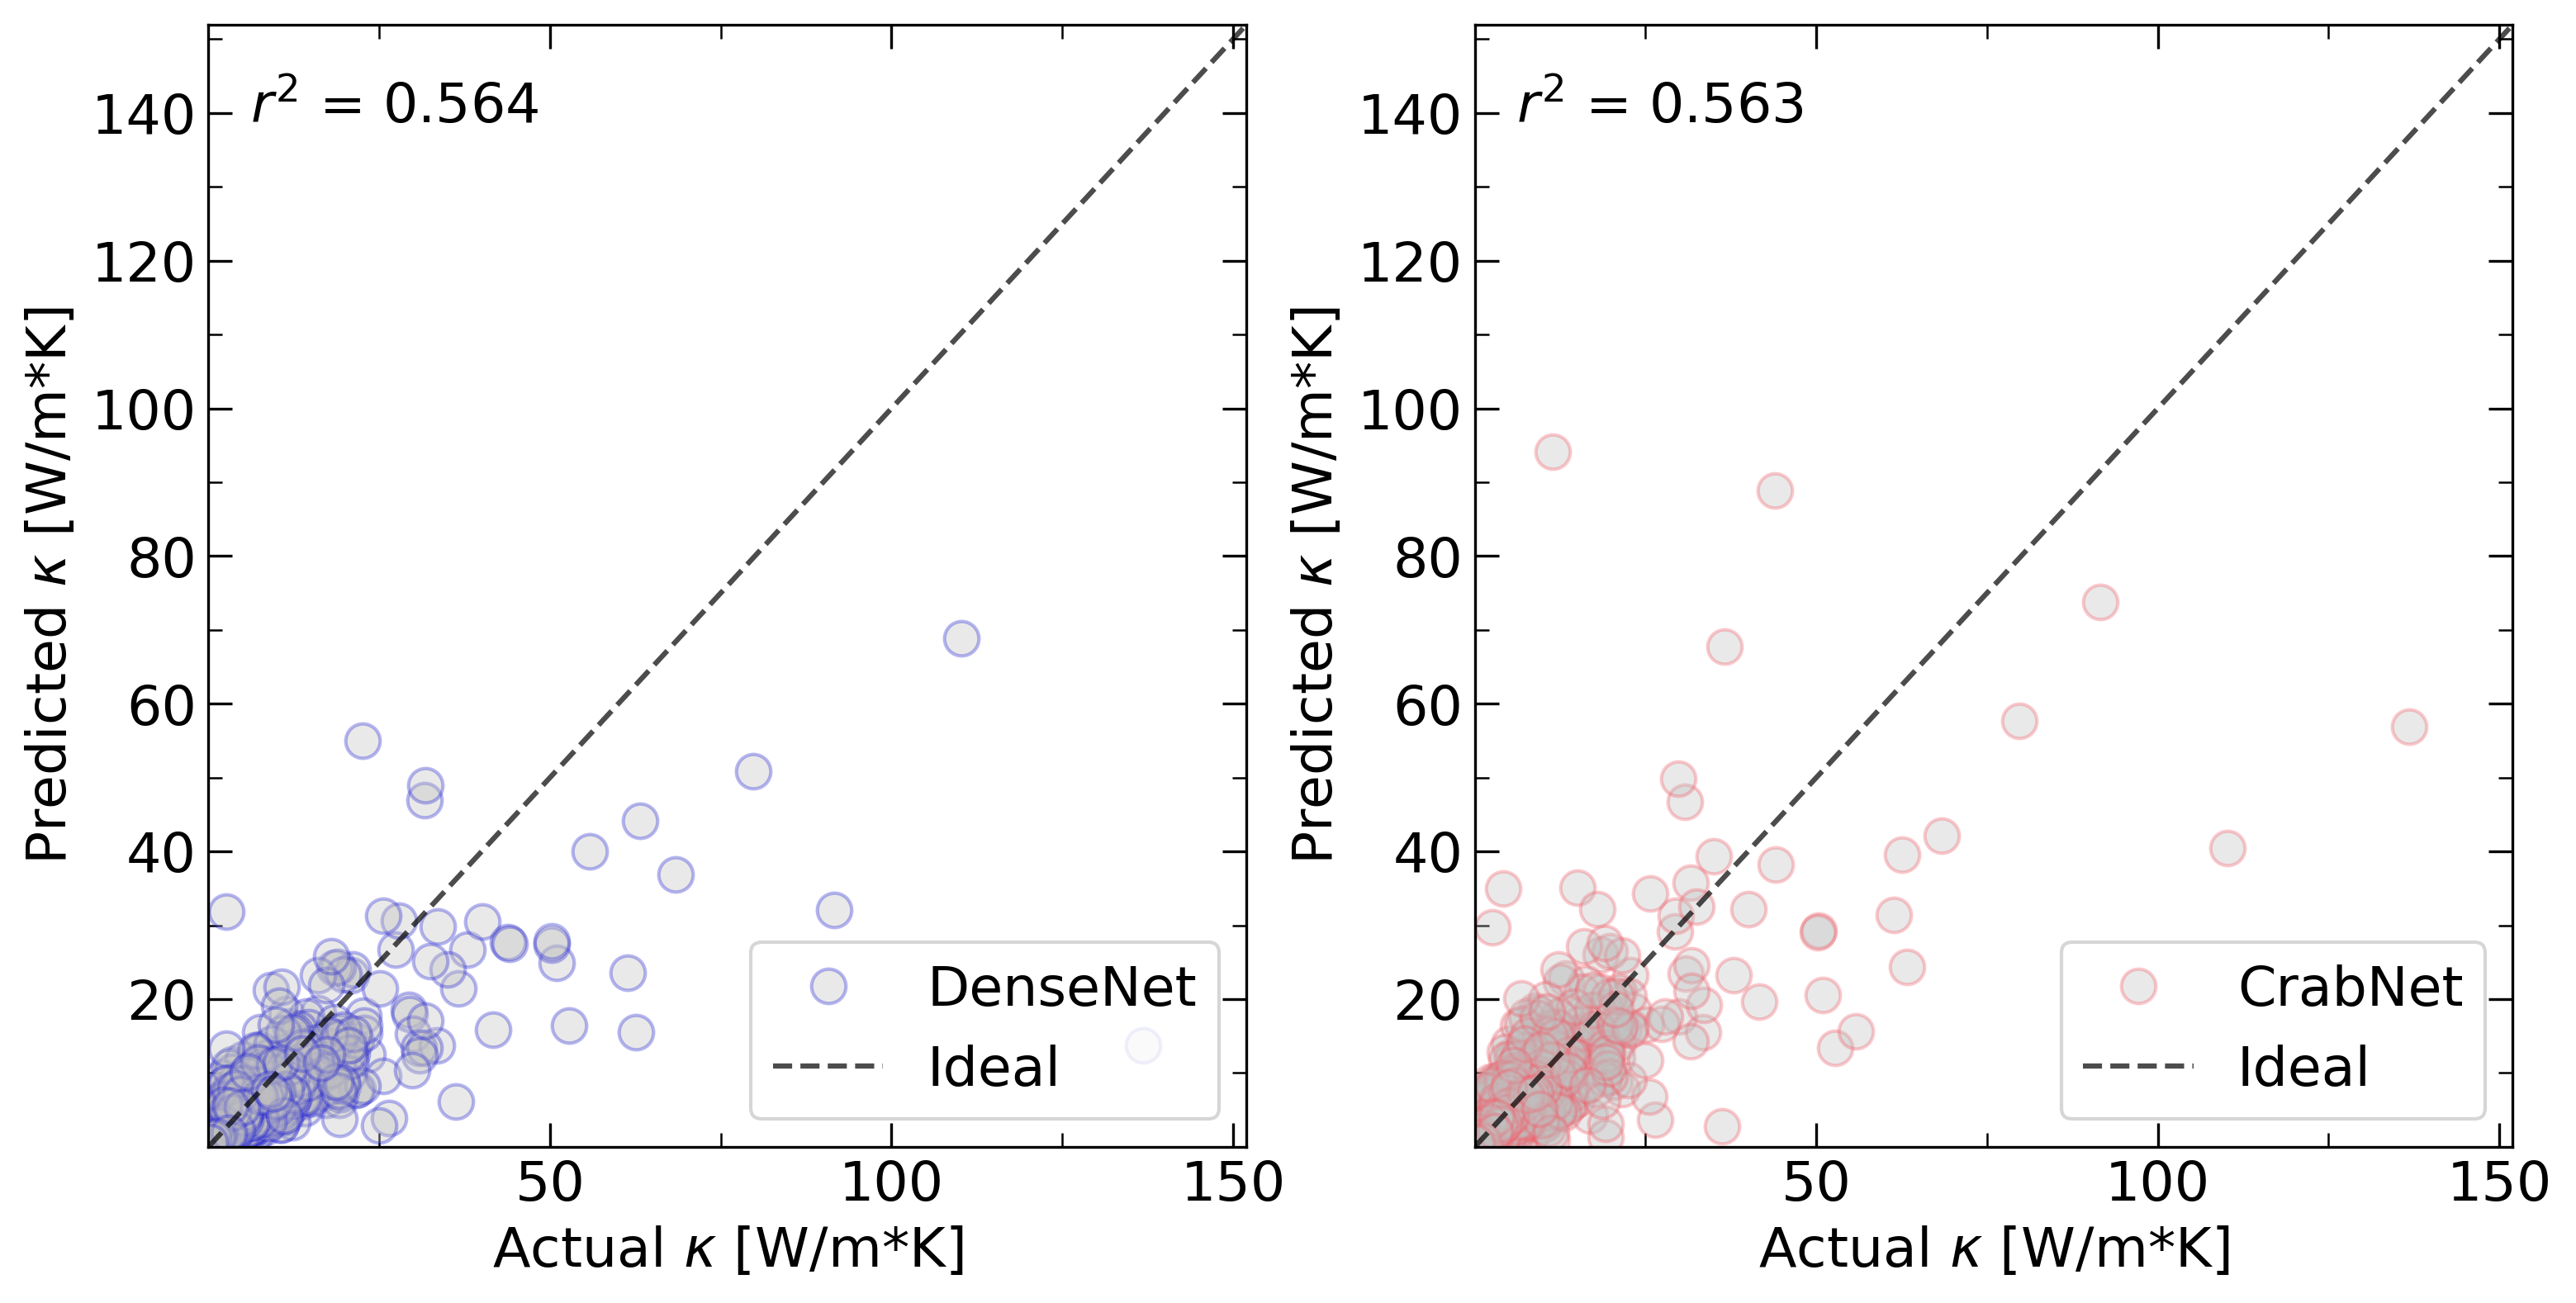 r² = 0.564
140
120
100
80
60
40
20
50
100
150
Predicted κ [W/m*K]
Actual κ [W/m*K]
DenseNet
Ideal
r² = 0.563
140
120
100
80
60
40
20
50
100
150
Predicted κ [W/m*K]
Actual κ [W/m*K]
CrabNet
Ideal